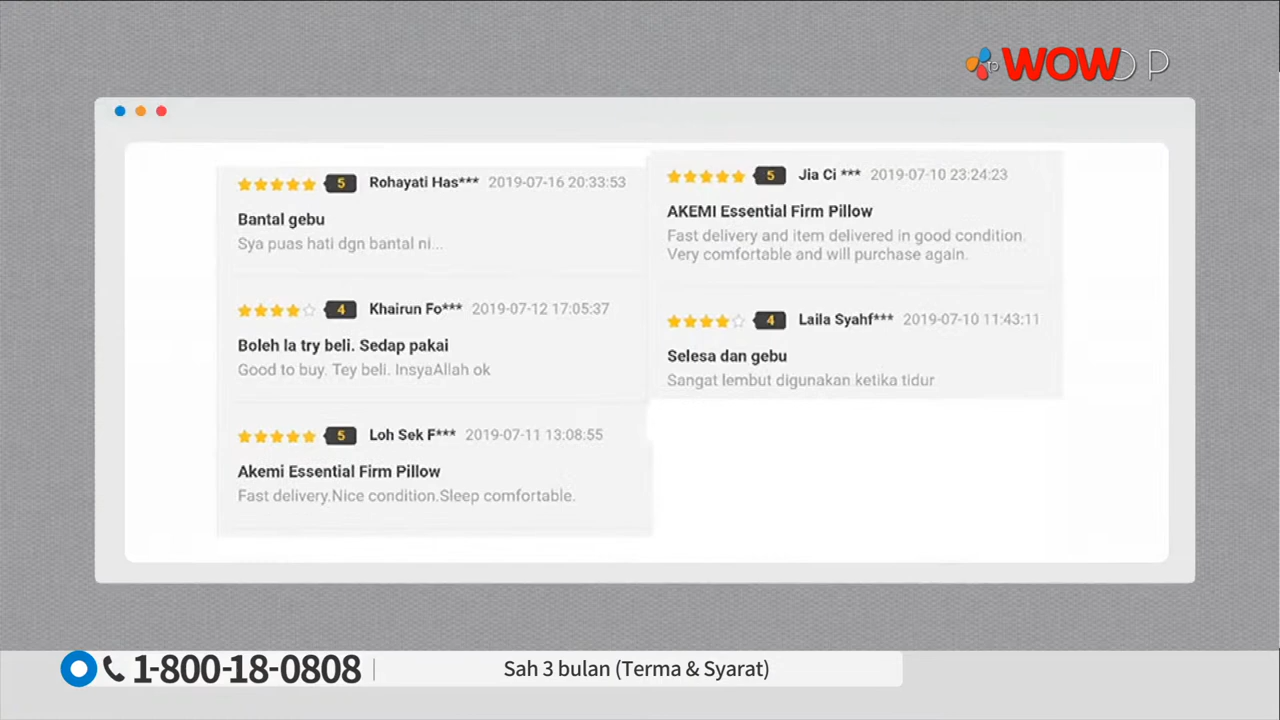 WOW
5 Rohayati Has*** 2019-07-16 20:33:53
Bantal gebu
Sya puas hati dgn bantal ni...
4 Khairun Fo*** 2019-07-12 17:05:37
Boleh la try beli. Sedap pakai
Good to buy. Tey beli. InsyaAllah ok
5 Loh Sek F*** 2019-07-11 13:08:55
Akemi Essential Firm Pillow
Fast delivery.Nice condition.Sleep comfortable.
5 Jia Ci *** 2019-07-10 23:24:23
AKEMI Essential Firm Pillow
Fast delivery and item delivered in good condition.
Very comfortable and will purchase again.
4 Laila Syahf*** 2019-07-10 11:43:11
Selesa dan gebu
Sangat lembut digunakan ketika tidur
1-800-18-0808
Sah 3 bulan (Terma & Syarat)